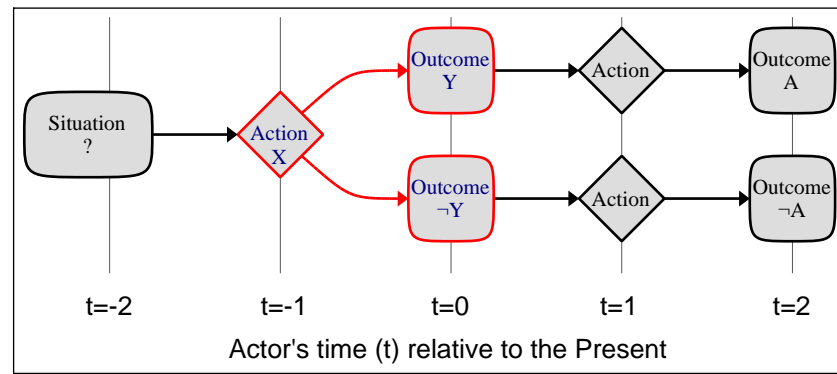 Situation
?
Action
X
Outcome
Y
Outcome
¬Y
Action
Action
Outcome
A
Outcome
¬A
t=-2
t=-1
t=0
t=1
t=2
Actor's time (t) relative to the Present